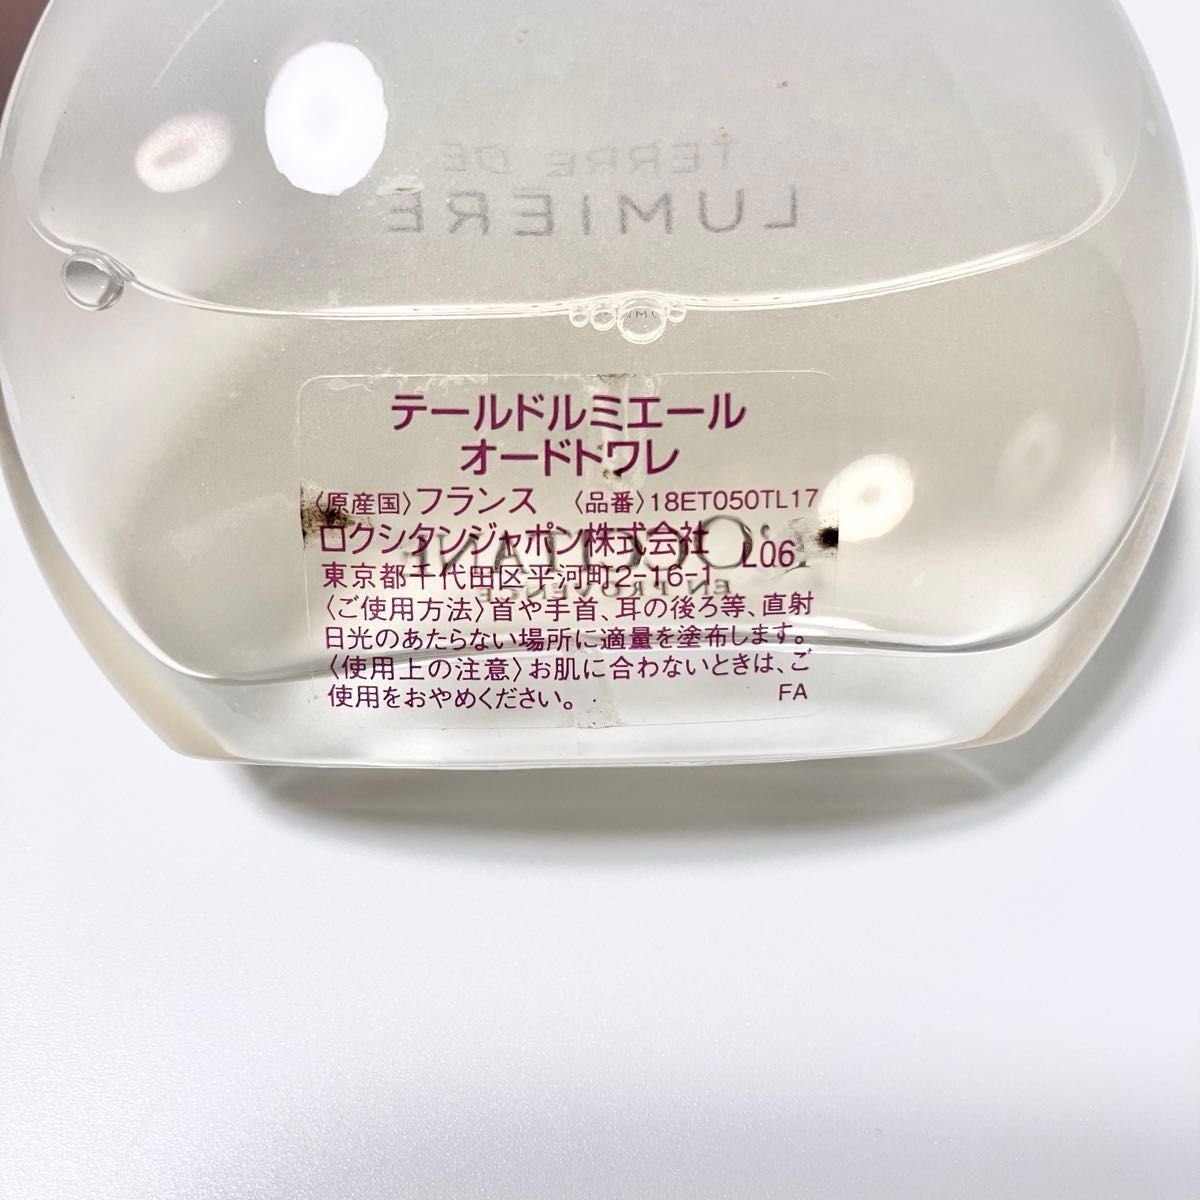 TERRE DE
LUMIÈRE
テールドルミエール
オードトワレ
〈原産国〉フランス 〈品番〉18ET050TL17
ロクシタンジャポン株式会社 L06
東京都千代田区平河町2-16-1
L'OCCITANE
EN PROVENCE
〈ご使用方法〉首や手首、耳の後ろ等、直射
日光のあたらない場所に適量を塗布します。
〈使用上の注意〉お肌に合わないときは、ご
使用をおやめください。 FA